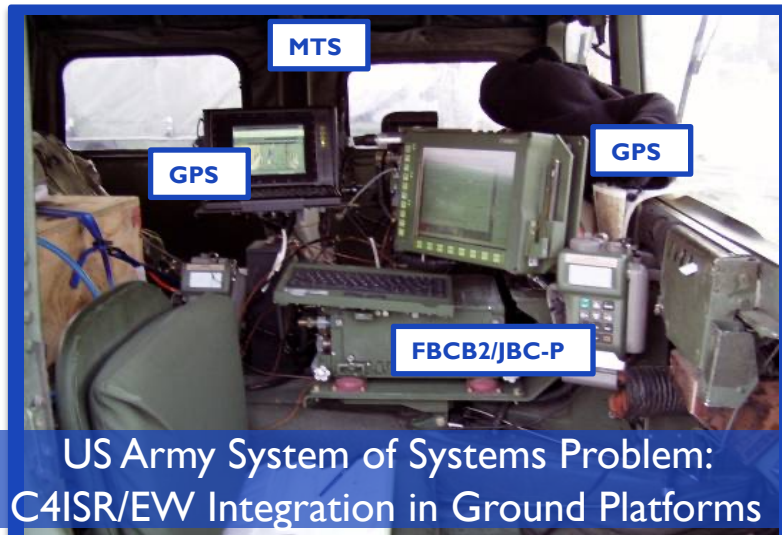 MTS
GPS
GPS
FBCB2/JBC-P
US Army System of Systems Problem:
C4ISR/EW Integration in Ground Platforms